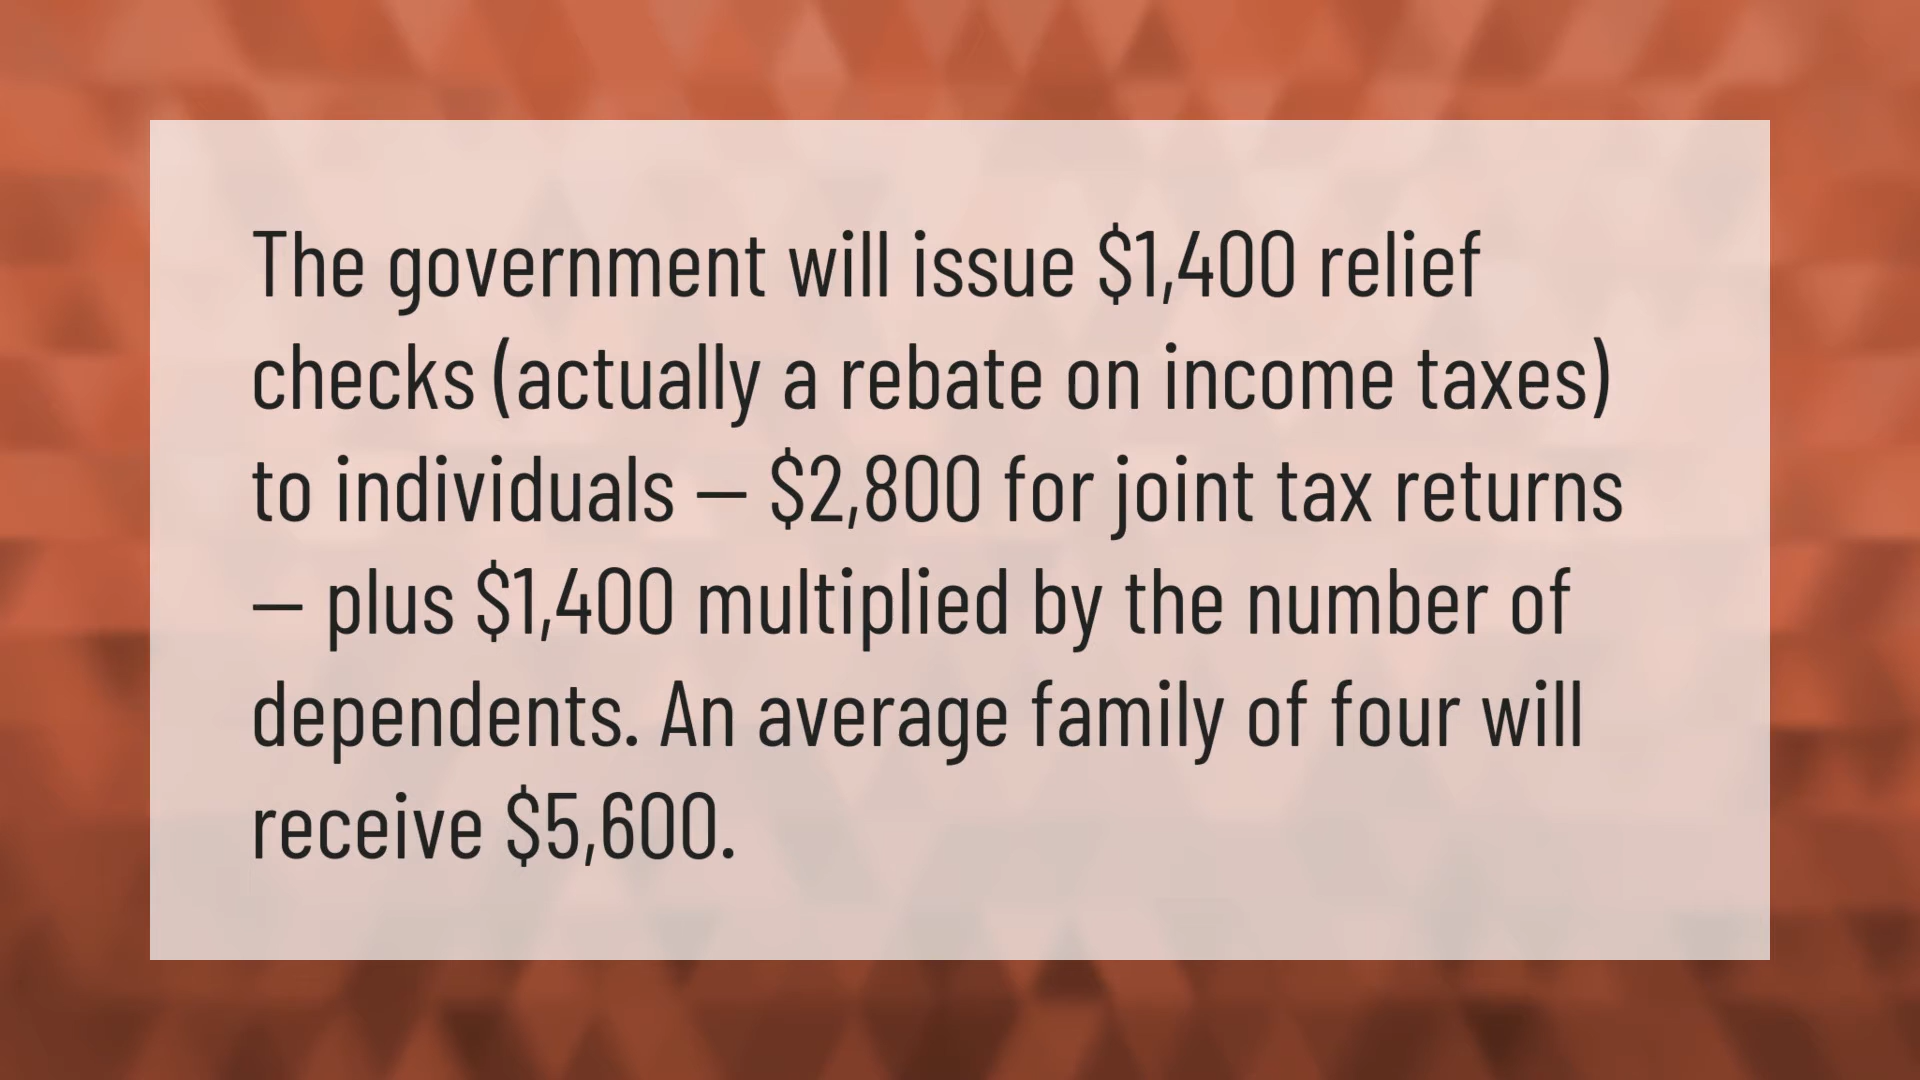 The government will issue $1,400 relief
checks (actually a rebate on income taxes)
to individuals — $2,800 for joint tax returns
— plus $1,400 multiplied by the number of
dependents. An average family of four will
receive $5,600.